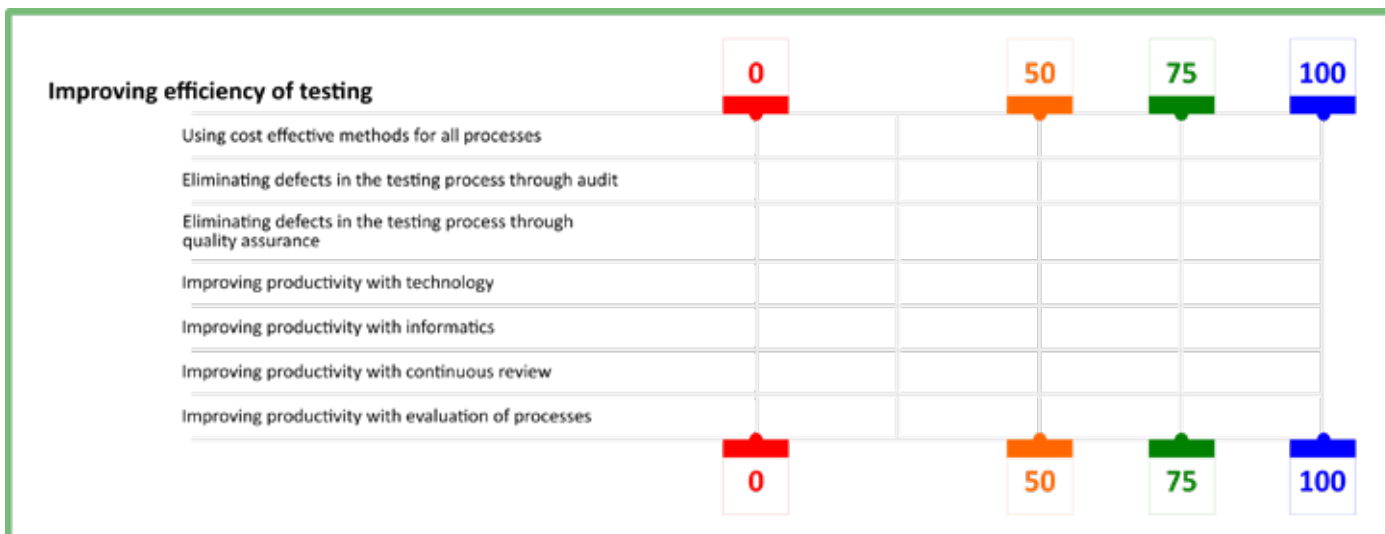 0 50 75 100
Improving efficiency of testing
Using cost effective methods for all processes
Eliminating defects in the testing process through audit
Eliminating defects in the testing process through
quality assurance
Improving productivity with technology
Improving productivity with informatics
Improving productivity with continuous review
Improving productivity with evaluation of processes
0 50 75 100